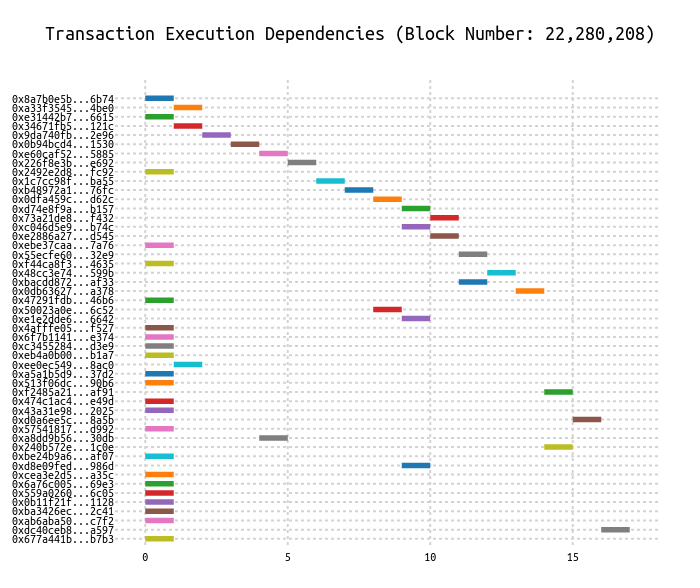 Transaction Execution Dependencies (Block Number: 22,280,208)
0x8a7b0e5b...6b74
0xa33f3545...4be0
0xe31442b7...6615
0x34671fb5...121c
0x9da740fb...2e96
0x0b94bcd4...1530
0xe60caf52...5885
0x226f8e3b...e692
0x2492e2d8...fc92
0x1c7cc98f...ba55
0xb48972a1...76fc
0x0dfa459c...d62c
0xd74e8f9a...b157
0x73a21de8...f432
0xc046d5e9...b74c
0xe2886a27...d545
0xebe37caa...7a76
0x55ecfe60...32e9
0xf44ca8f3...4635
0x48cc3e74...599b
0xbacdd872...af33
0x0db63627...a378
0x47291fdb...46b6
0x50023a0e...6c52
0xe1e2dde6...6642
0x4afffe05...f527
0x6f7b1141...e374
0xc3455284...d3e9
0xeb4a0b00...b1a7
0xee0ec549...8ac0
0xa5a1b5d9...37d2
0x513f06dc...90b6
0xf2485a21...af91
0x474c1ac4...e49d
0x43a31e98...2025
0xd0a6ee5c...8a5b
0x57541817...d992
0xa8dd9b56...30db
0x240b572e...1c0e
0xbe24b9a6...af07
0xd8e09fed...986d
0xcea3e2d5...a35c
0x6a76c005...69e3
0x559a0260...6c05
0x0b11f21f...1128
0xba3426ec...2c41
0xab6aba50...c7f2
0xdc40ceb8...a597
0x677a441b...b7b3
0 5 10 15